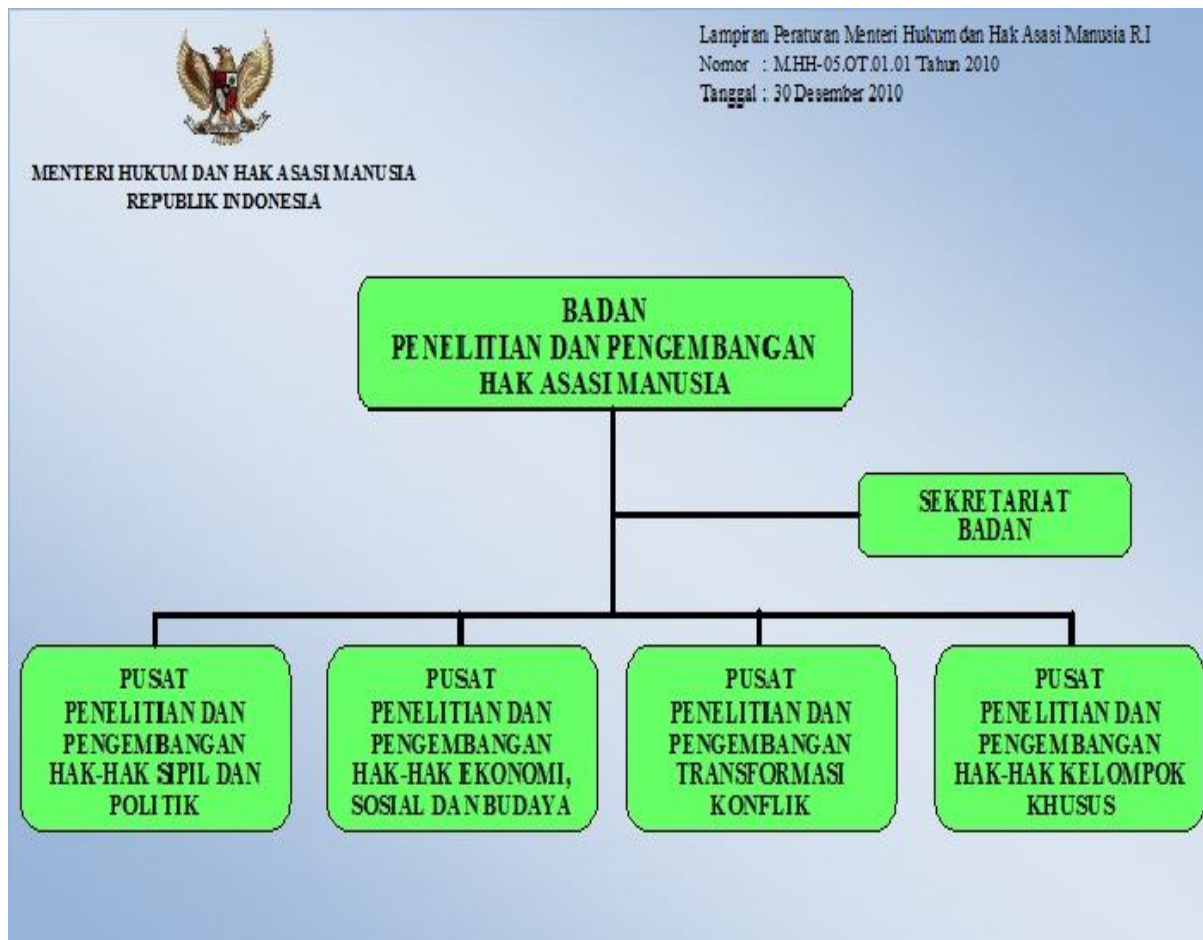 Lampiran Peraturan Menteri Hukum dan Hak Asasi Manusia R.I
Nomor : M.HH-05.OT.01.01 Tahun 2010
Tanggal : 30 Desember 2010
MENTERI HUKUM DAN HAK ASASI MANUSIA
REPUBLIK INDONESIA
BADAN
PENELITIAN DAN PENGEMBANGAN
HAK ASASI MANUSIA
SEKRETARIAT
BADAN
PUSAT
PENELITIAN DAN
PENGEMBANGAN
HAK-HAK SIPIL DAN
POLITIK
PUSAT
PENELITIAN DAN
PENGEMBANGAN
HAK-HAK EKONOMI,
SOSIAL DAN BUDAYA
PUSAT
PENELITIAN DAN
PENGEMBANGAN
TRANSFORMASI
KONFLIK
PUSAT
PENELITIAN DAN
PENGEMBANGAN
HAK-HAK KELOMPOK
KHUSUS